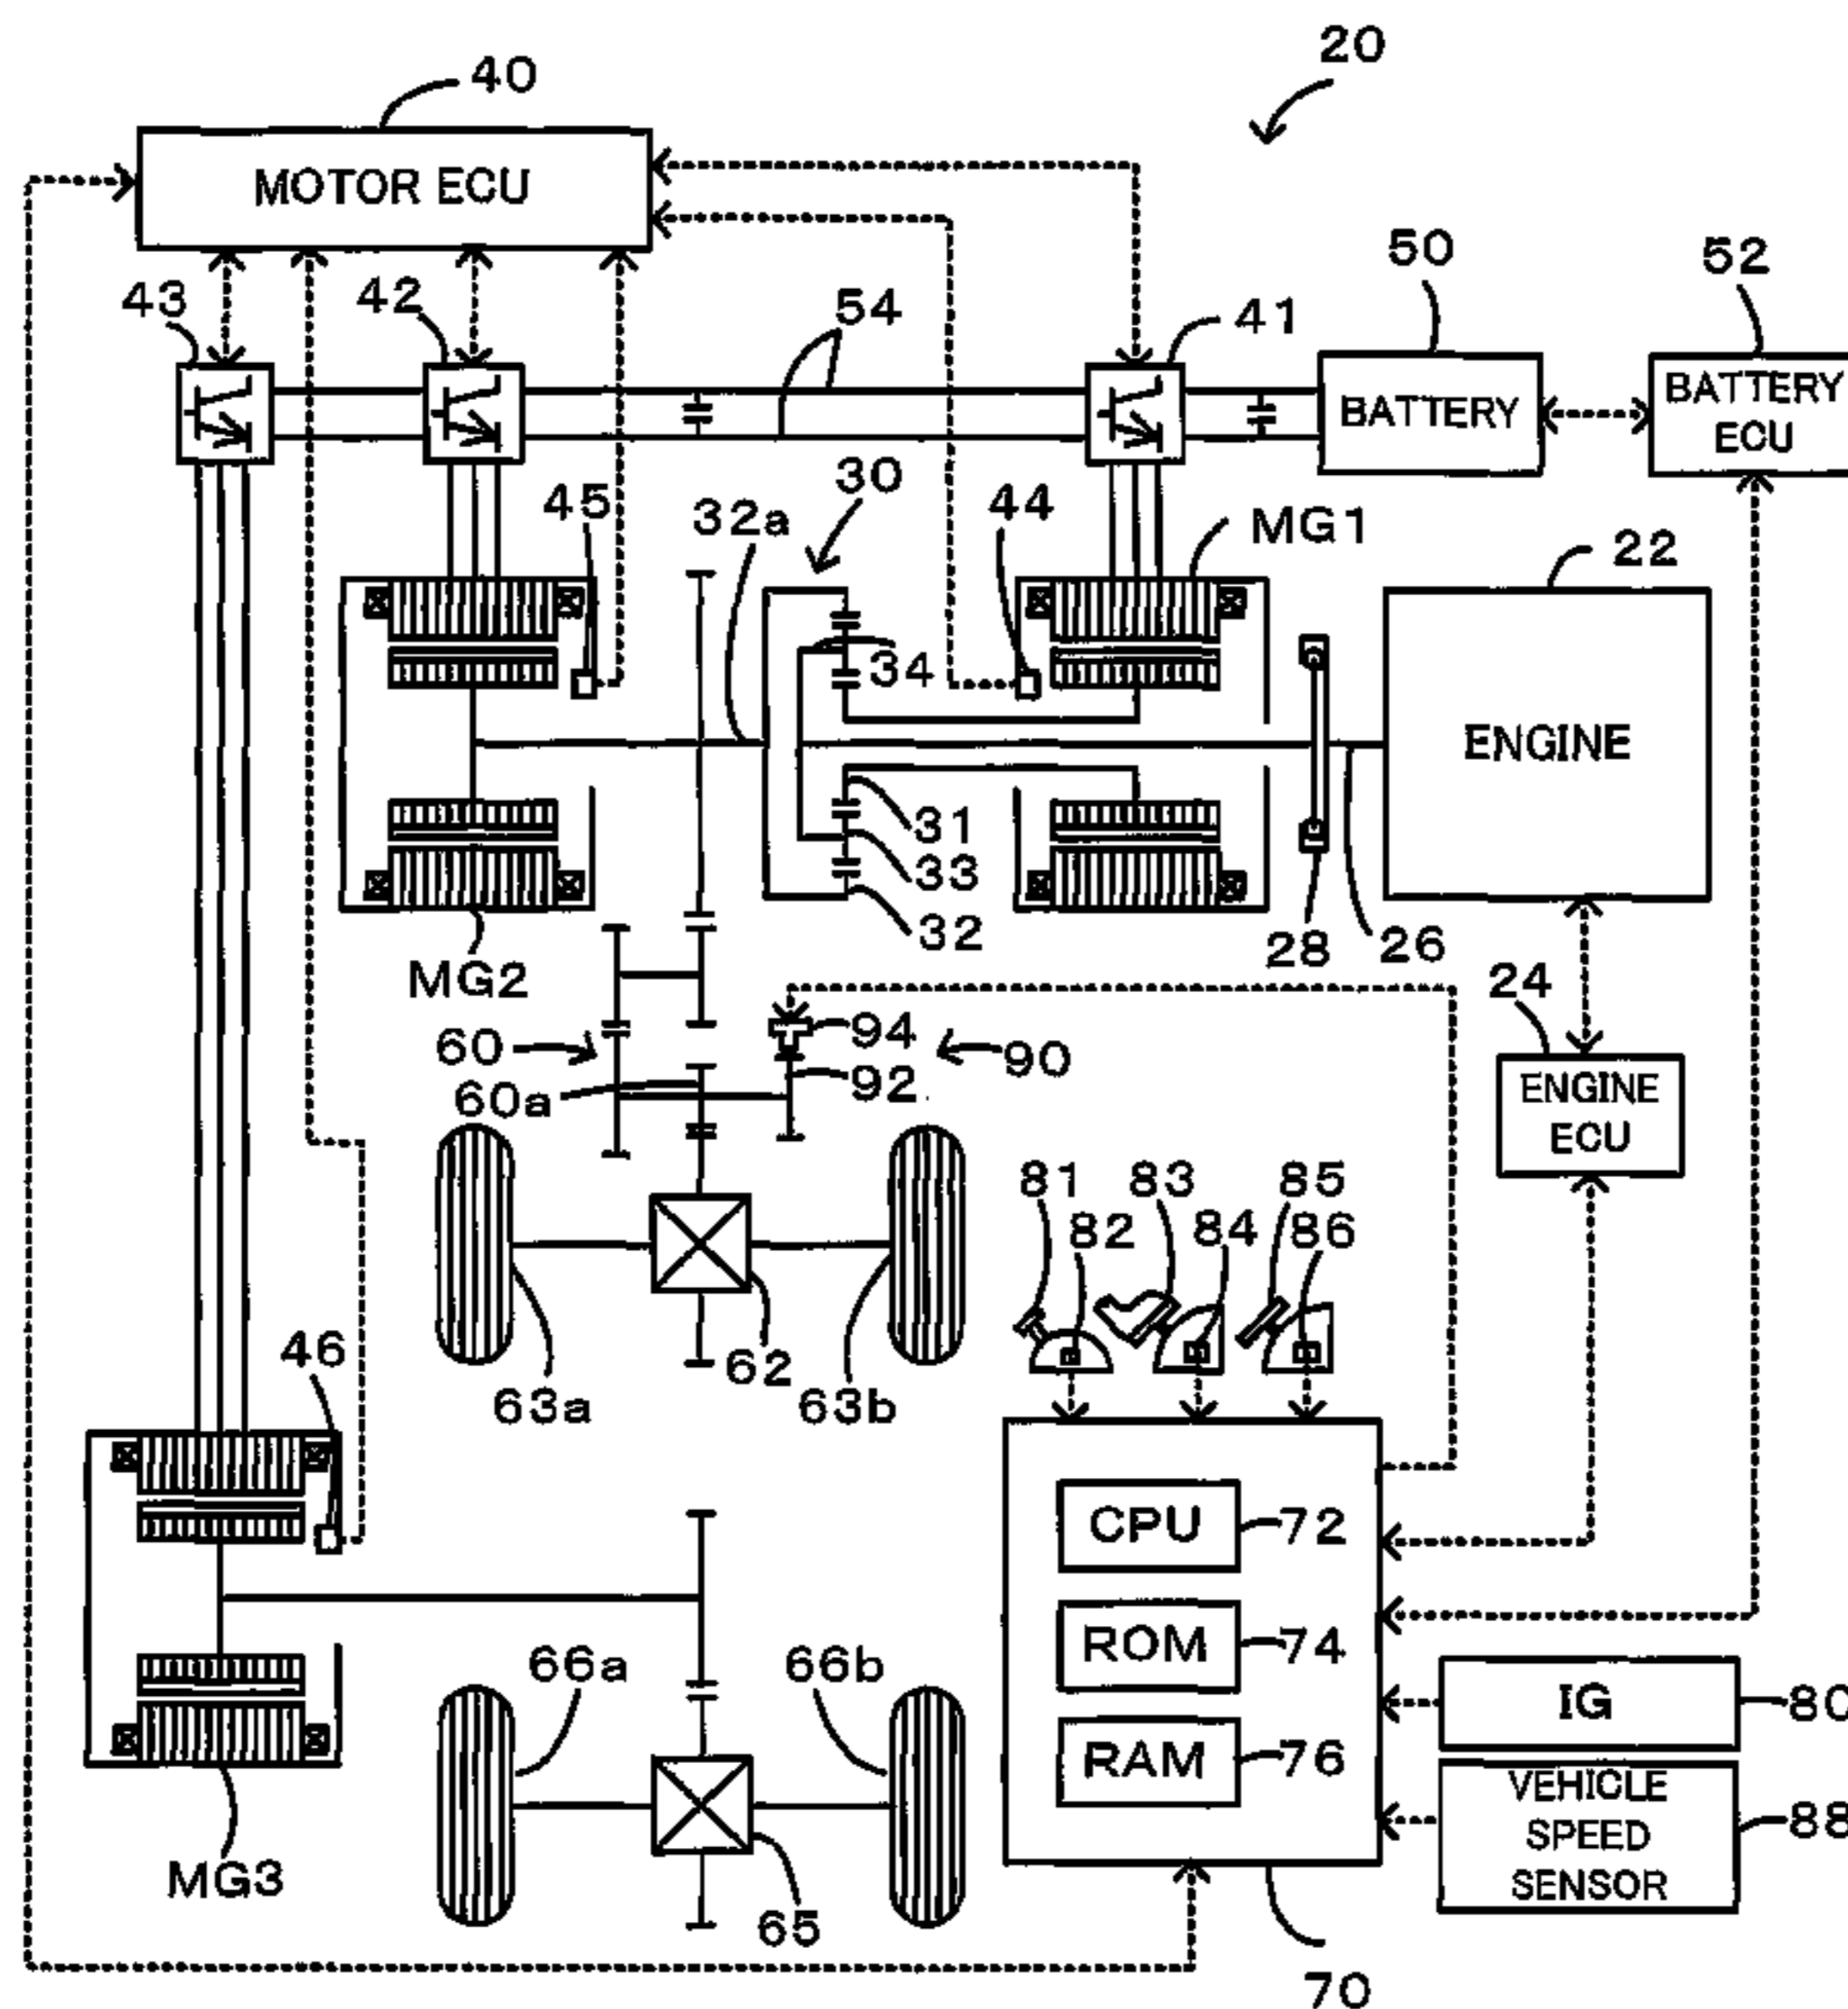 20
40
MOTOR ECU
50
52
43
42
54
41
BATTERY
BATTERY
ECU
45
32a
30
44
MG1
22
34
ENGINE
31
33
32
28
26
MG2
24
60
94
90
60a
92
ENGINE
ECU
81
83
85
82
84
86
46
63a
62
63b
CPU
72
ROM
74
66a
66b
IG
80
RAM
76
VEHICLE
SPEED
SENSOR
88
MG3
65
70